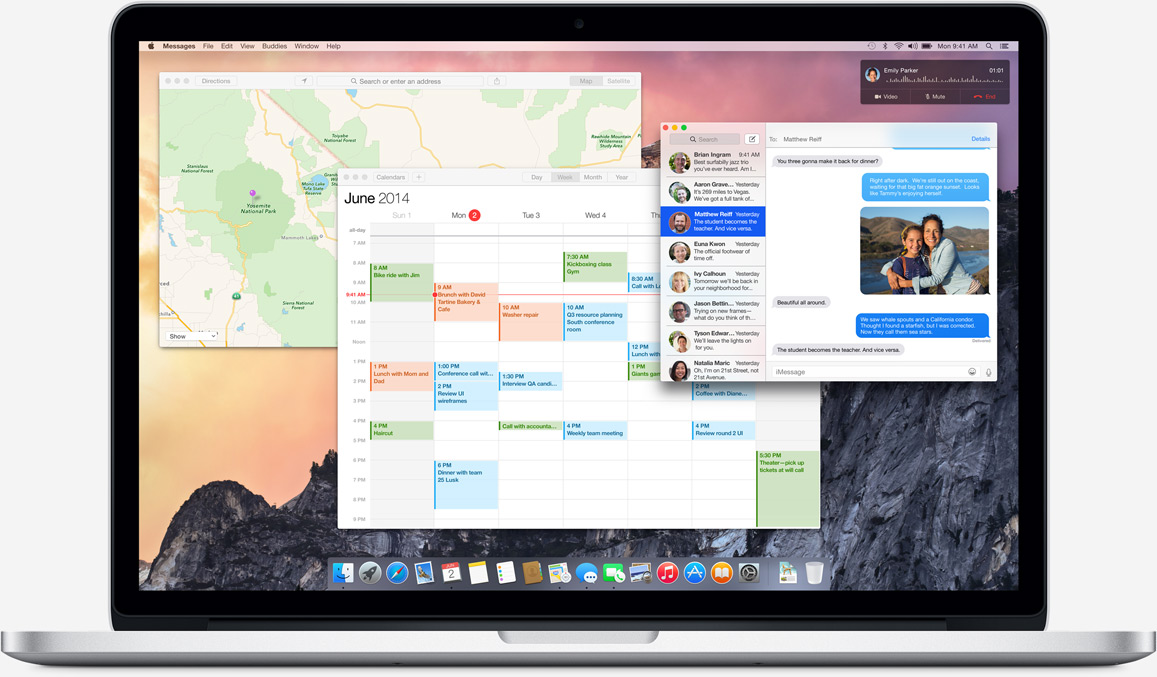 Messages File Edit View Buddies Window Help
Mon 9:41 AM
Directions
Search or enter an address
Map Satellite
Toiyabe
National Forest
Stanislaus
National Forest
Rawhide Mountain
Wilderness
Study Area
Mono Lake
Yosemite
National Park
Mammoth Lakes
Sierra
National Forest
41
Show
Emily Parker 01:01
Video Mute End
Calendars +
Day Week Month Year
June 2014
Sun 1 Mon 2 Tue 3 Wed 4
all-day
7 AM
8 AM
9 AM
9:41 AM
10 AM
11 AM
Noon
1 PM
2 PM
3 PM
4 PM
5 PM
6 PM
7 PM
8 PM
9 PM
8 AM
Bike ride with Jim
1 PM
Lunch with Mom and
Dad
4 PM
Haircut
9 AM
Brunch with David
Tartine Bakery &
Cafe
1:00 PM
Conference call wit…
2 PM
Review UI
wireframes
6 PM
Dinner with team
25 Lusk
10 AM
Washer repair
1:30 PM
Interview QA candi…
Call with accounta…
7:30 AM
Kickboxing class
Gym
10 AM
Q3 resource planning
South conference
room
4 PM
Weekly team meeting
8:30 AM
Call with
12 PM
Lunch with
1 PM
Giants
2 PM
Coffee with Diane…
4 PM
Review round 2 UI
5:30 PM
Theater—pick up
tickets at will call
Search
Brian Ingram 9:41 AM
Best surfabilly jazz trio
you've ever heard. Am I…
Aaron Grave… Yesterday
It's 269 miles to Vegas.
We've got a full tank of…
Matthew Reiff Yesterday
The student becomes the
teacher. And vice versa.
Euna Kwon Yesterday
The official footwear of
time off.
Ivy Calhoun Yesterday
Tomorrow we'll be back in
your neighborhood for…
Jason Bettin… Yesterday
Trying on new frames—
what do you think of th…
Tyson Edwar… Yesterday
We'll leave the lights on
for you.
Natalia Maric Yesterday
Oh, I'm on 21st Street, not
21st Avenue.
To: Matthew Reiff Details
You three gonna make it back for dinner?
Right after dark. We're still out on the coast,
waiting for that big fat orange sunset. Looks
like Tammy's enjoying herself.
Beautiful all around.
We saw whale spouts and a California condor.
Thought I found a starfish, but I was corrected.
Now they call them sea stars.
Delivered
The student becomes the teacher. And vice versa.
iMessage
2